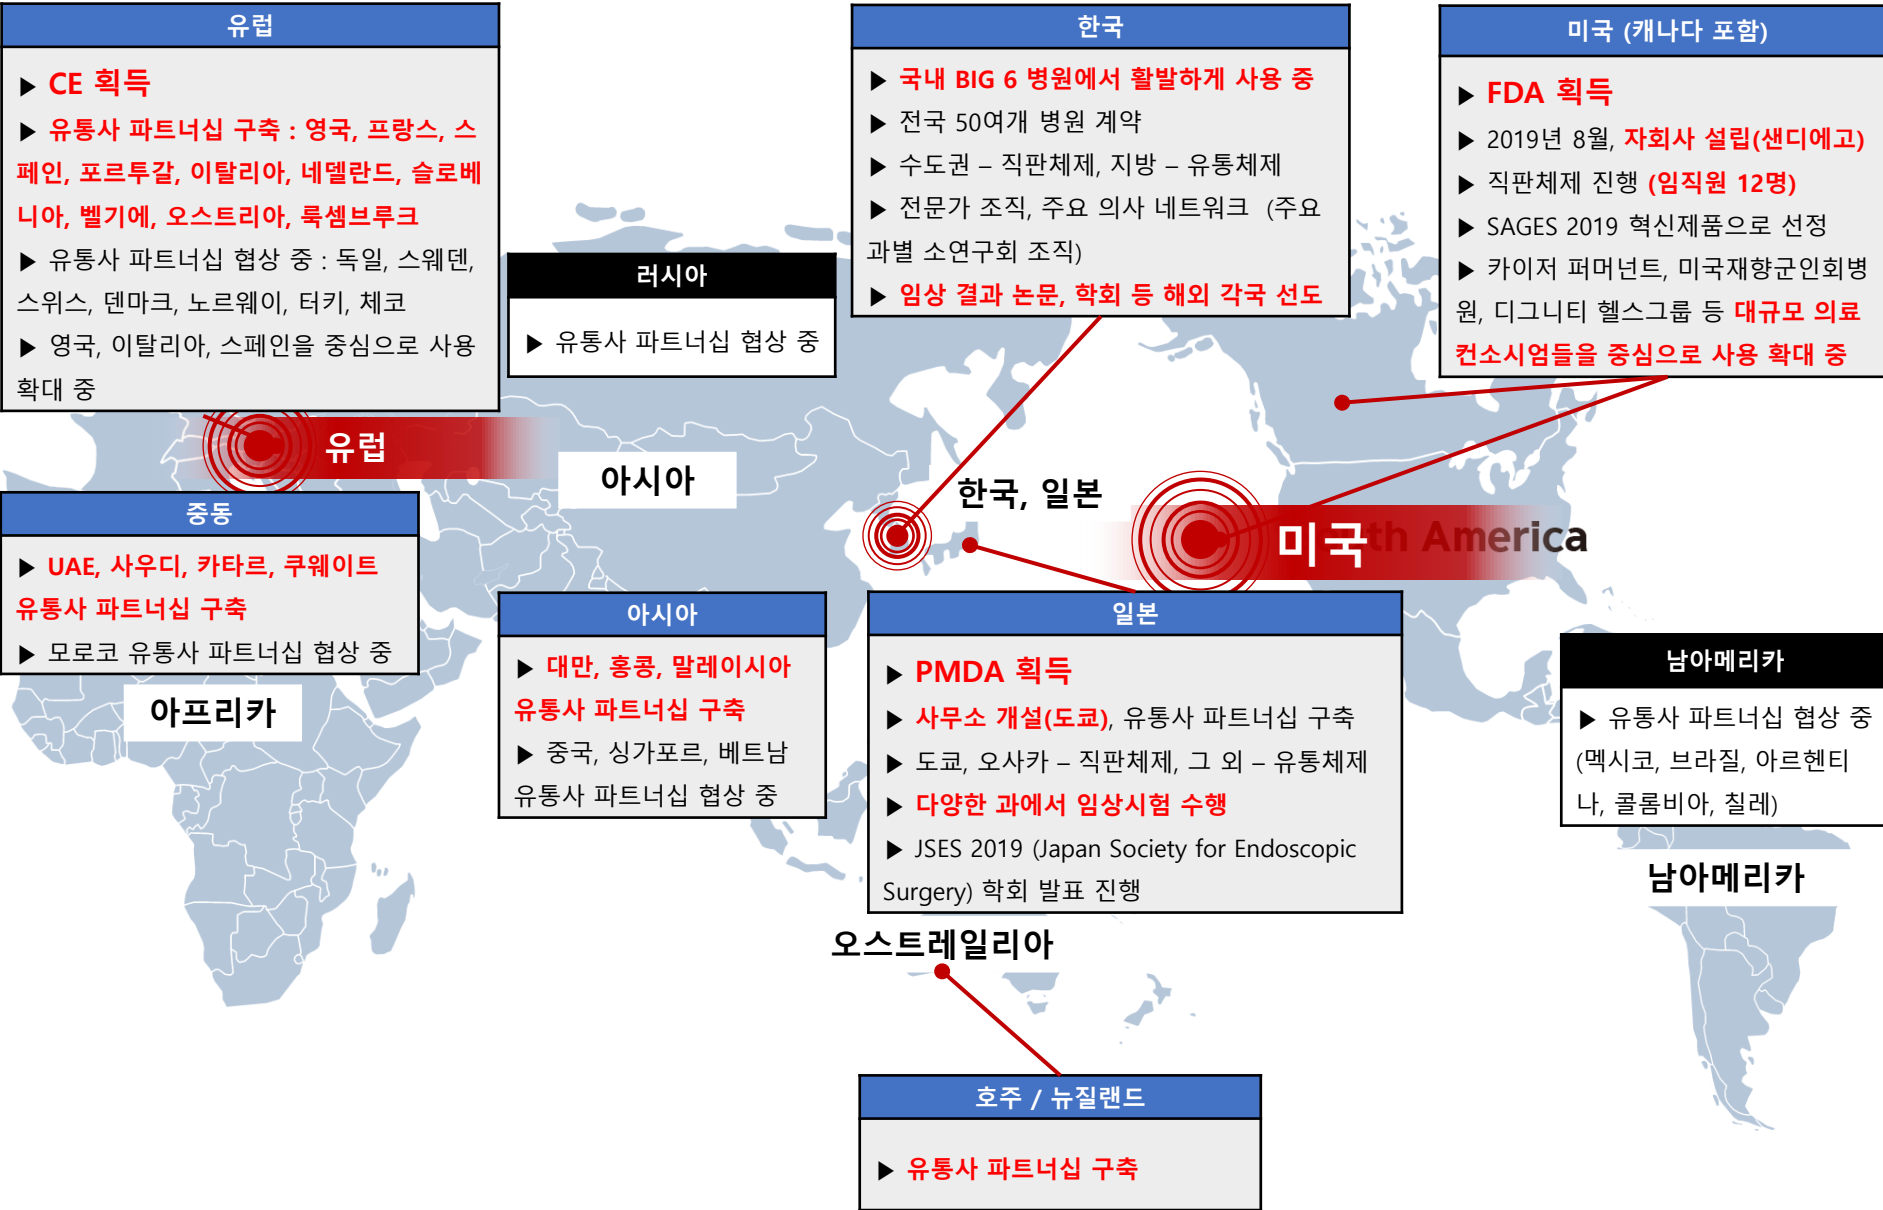 유럽
▶ CE 획득
▶ 유통사 파트너십 구축 : 영국, 프랑스, 스
페인, 포르투갈, 이탈리아, 네델란드, 슬로베
니아, 벨기에, 오스트리아, 룩셈브루크
▶ 유통사 파트너십 협상 중 : 독일, 스웨덴,
스위스, 덴마크, 노르웨이, 터키, 체코
▶ 영국, 이탈리아, 스페인을 중심으로 사용
확대 중
러시아
▶ 유통사 파트너십 협상 중
한국
▶ 국내 BIG 6 병원에서 활발하게 사용 중
▶ 전국 50여개 병원 계약
▶ 수도권 – 직판체제, 지방 – 유통체제
▶ 전문가 조직, 주요 의사 네트워크 (주요
과별 소연구회 조직)
▶ 임상 결과 논문, 학회 등 해외 각국 선도
미국 (캐나다 포함)
▶ FDA 획득
▶ 2019년 8월, 자회사 설립(샌디에고)
▶ 직판체제 진행 (임직원 12명)
▶ SAGES 2019 혁신제품으로 선정
▶ 카이저 퍼머넌트, 미국재향군인회병
원, 디그니티 헬스그룹 등 대규모 의료
컨소시엄들을 중심으로 사용 확대 중
유럽
아시아
한국, 일본
미국
th America
중동
▶ UAE, 사우디, 카타르, 쿠웨이트
유통사 파트너십 구축
▶ 모로코 유통사 파트너십 협상 중
아프리카
아시아
▶ 대만, 홍콩, 말레이시아
유통사 파트너십 구축
▶ 중국, 싱가포르, 베트남
유통사 파트너십 협상 중
일본
▶ PMDA 획득
▶ 사무소 개설(도쿄), 유통사 파트너십 구축
▶ 도쿄, 오사카 – 직판체제, 그 외 – 유통체제
▶ 다양한 과에서 임상시험 수행
▶ JSES 2019 (Japan Society for Endoscopic
Surgery) 학회 발표 진행
남아메리카
▶ 유통사 파트너십 협상 중
(멕시코, 브라질, 아르헨티
나, 콜롬비아, 칠레)
남아메리카
오스트레일리아
호주 / 뉴질랜드
▶ 유통사 파트너십 구축